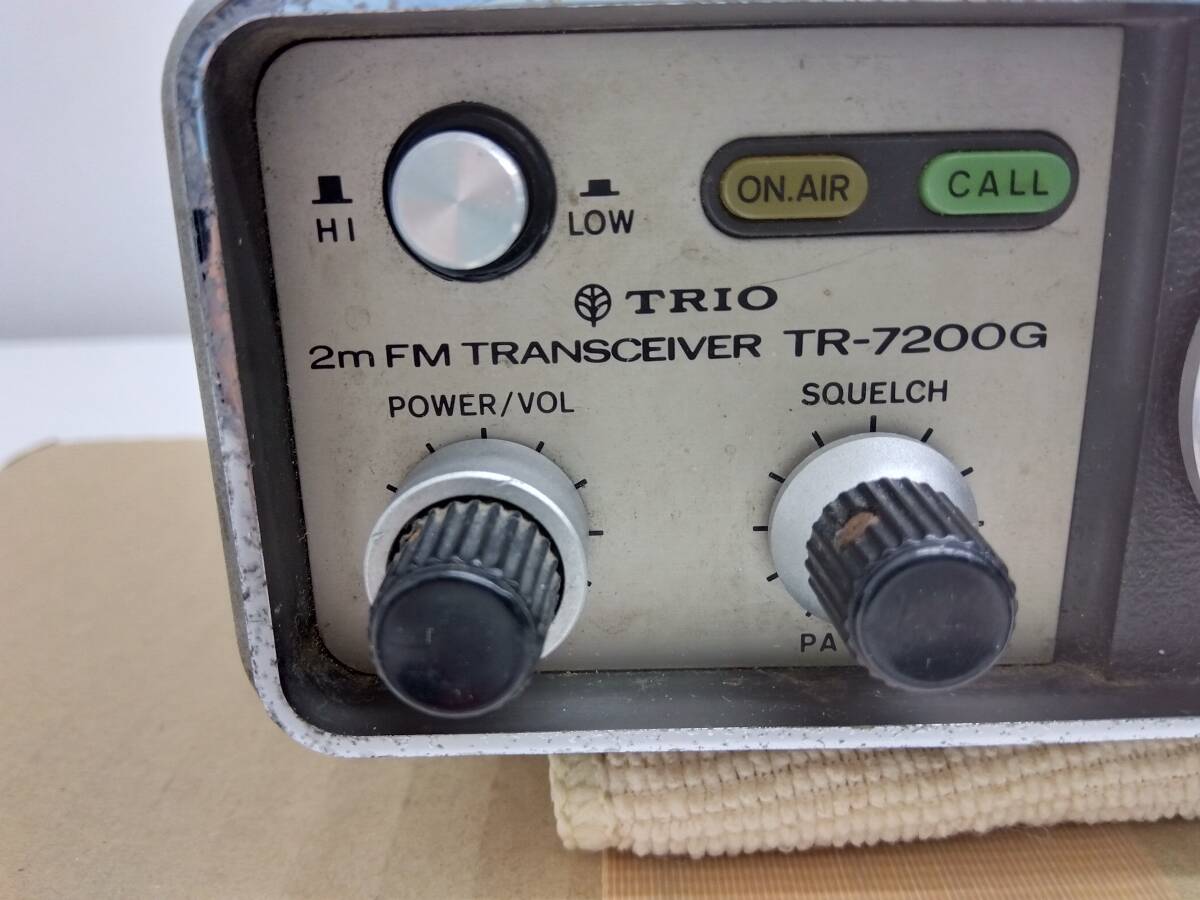 HI
LOW
ON.AIR
CALL
TRIO
2m FM TRANSCEIVER TR-7200G
POWER/VOL
SQUELCH
PA